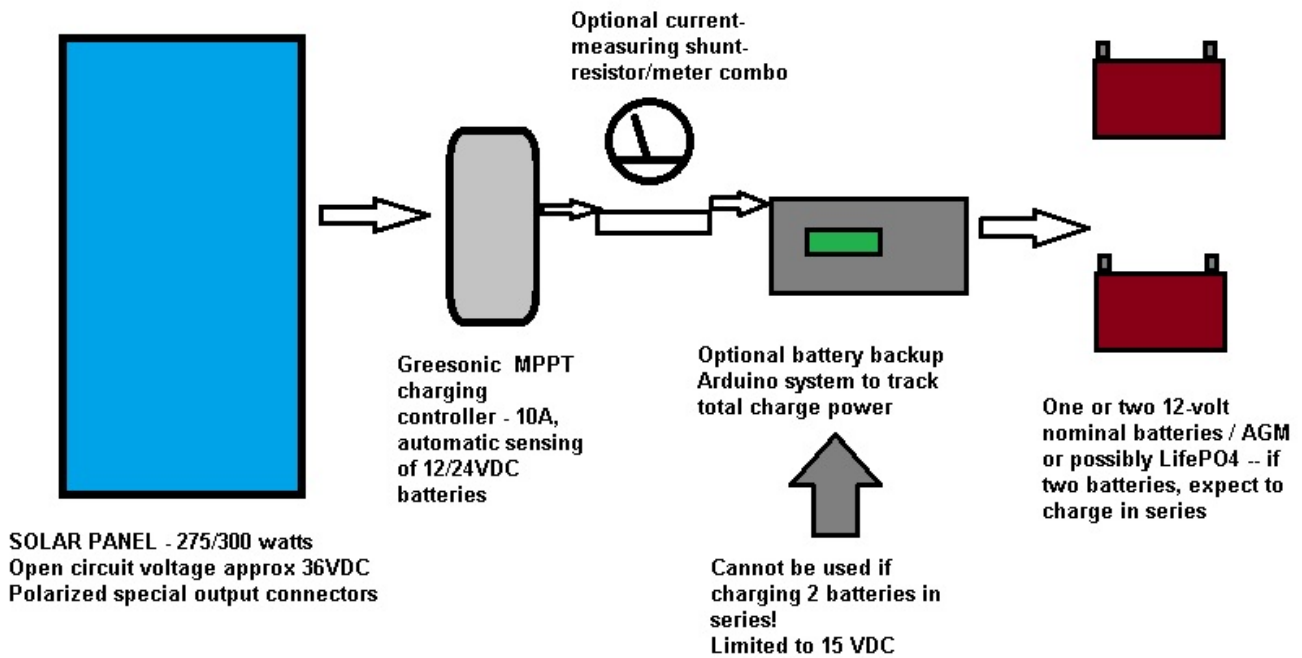 Optional current-
measuring shunt-
resistor/meter combo
Greesonic MPPT
charging
controller - 10A,
automatic sensing
of 12/24VDC
batteries
Optional battery backup
Arduino system to track
total charge power
One or two 12-volt
nominal batteries / AGM
or possibly LifePO4 -- if
two batteries, expect to
charge in series
SOLAR PANEL - 275/300 watts
Open circuit voltage approx 36VDC
Polarized special output connectors
Cannot be used if
charging 2 batteries in
series!
Limited to 15 VDC